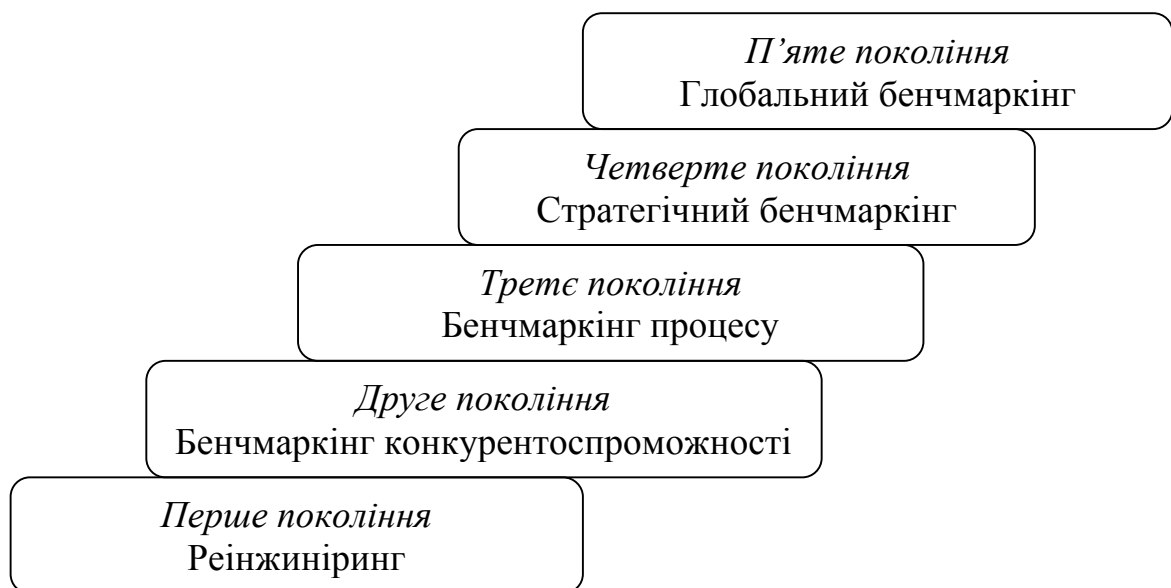 П’яте покоління
Глобальний бенчмаркінг
Четверте покоління
Стратегічний бенчмаркінг
Третє покоління
Бенчмаркінг процесу
Друге покоління
Бенчмаркінг конкурентоспроможності
Перше покоління
Реінжиніринг